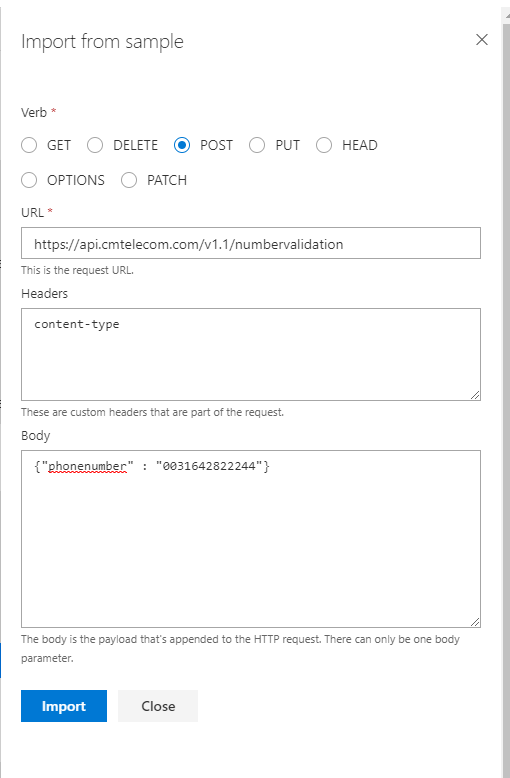 Import from sample
Verb *
GET DELETE POST PUT HEAD
OPTIONS PATCH
URL *
https://api.cmtelecom.com/v1.1/numbervalidation
This is the request URL.
Headers
content-type
These are custom headers that are part of the request.
Body
{"phonenumber" : "0031642822244"}
The body is the payload that's appended to the HTTP request. There can only be one body
parameter.
Import Close